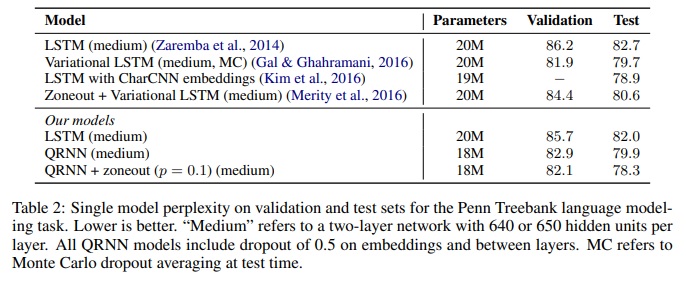 Model Parameters Validation Test
LSTM (medium) (Zaremba et al., 2014) 20M 86.2 82.7
Variational LSTM (medium, MC) (Gal & Ghahramani, 2016) 20M 81.9 79.7
LSTM with CharCNN embeddings (Kim et al., 2016) 19M − 78.9
Zoneout + Variational LSTM (medium) (Merity et al., 2016) 20M 84.4 80.6
Our models
LSTM (medium) 20M 85.7 82.0
QRNN (medium) 18M 82.9 79.9
QRNN + zoneout (p = 0.1) (medium) 18M 82.1 78.3
Table 2: Single model perplexity on validation and test sets for the Penn Treebank language model-
ing task. Lower is better. “Medium” refers to a two-layer network with 640 or 650 hidden units per
layer. All QRNN models include dropout of 0.5 on embeddings and between layers. MC refers to
Monte Carlo dropout averaging at test time.